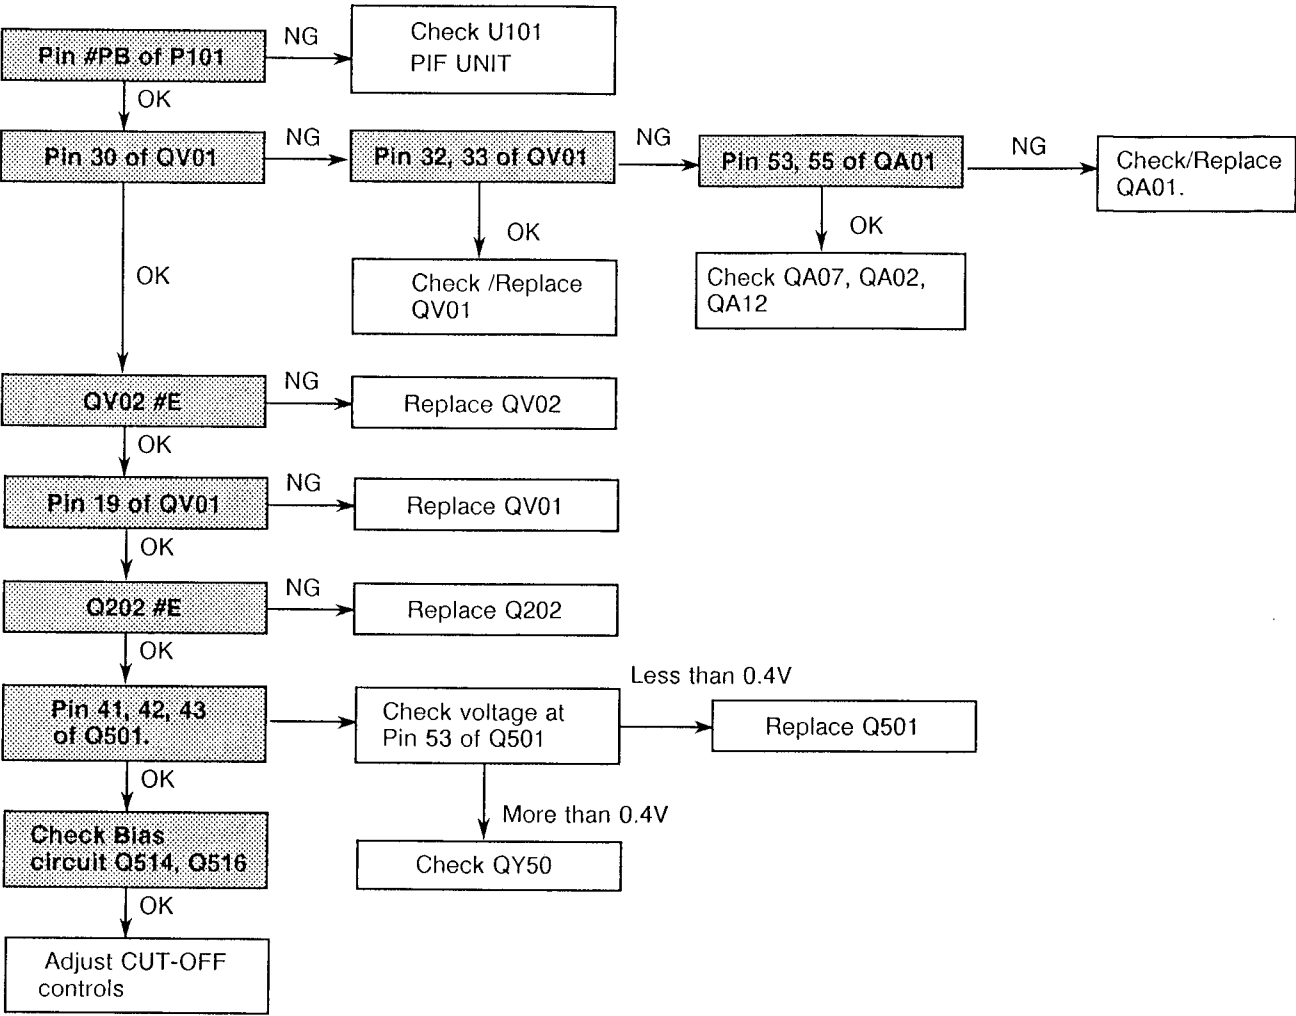 Pin #PB of P101
NG
Check U101
PIF UNIT
OK
Pin 30 of QV01
NG
Pin 32, 33 of QV01
NG
Pin 53, 55 of QA01
NG
Check/Replace
QA01.
OK
OK
OK
Check /Replace
QV01
Check QA07, QA02,
QA12
QV02 #E
NG
Replace QV02
OK
Pin 19 of QV01
NG
Replace QV01
OK
Q202 #E
NG
Replace Q202
OK
Pin 41, 42, 43
of Q501.
Check voltage at
Pin 53 of Q501
Less than 0.4V
Replace Q501
OK
More than 0.4V
Check Bias
circuit Q514, Q516
Check QY50
OK
Adjust CUT-OFF
controls